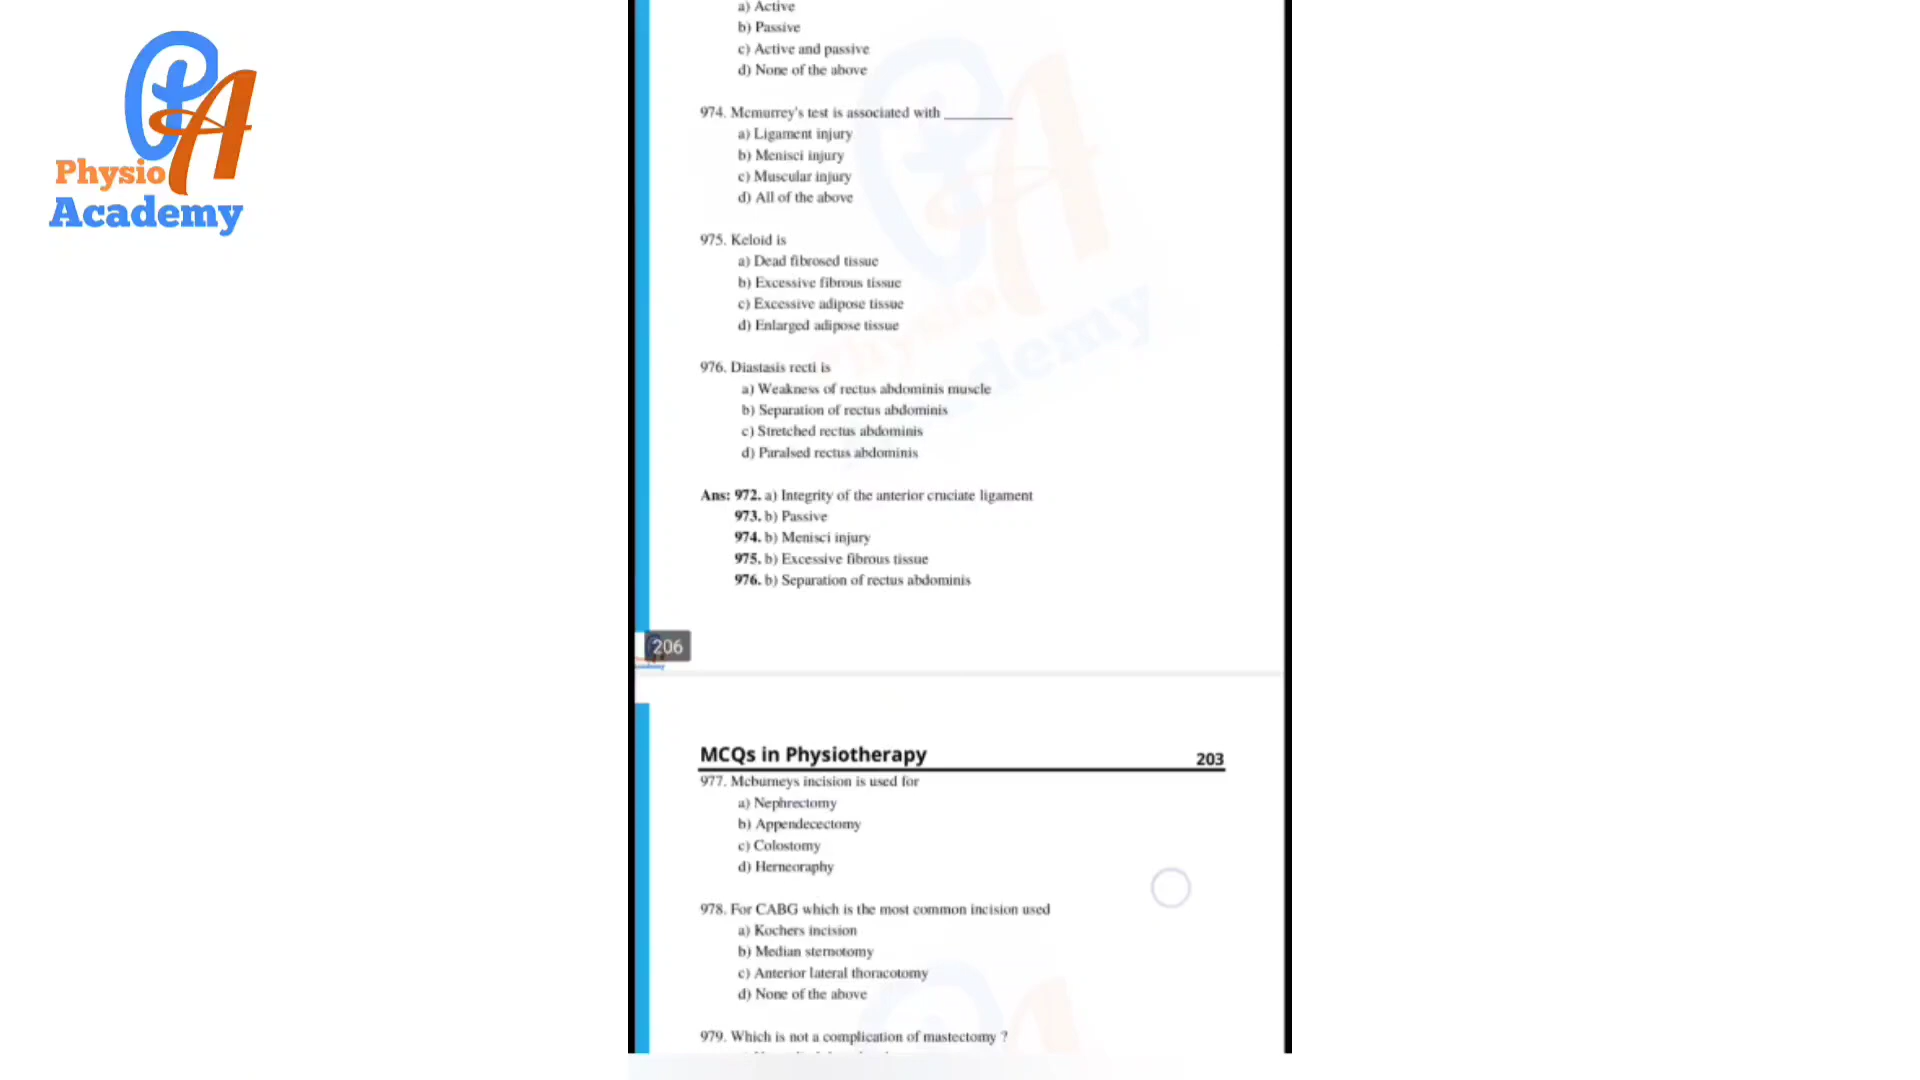 Physio
Academy
a) Active
b) Passive
c) Active and passive
d) None of the above
974. Mcmurrey's test is associated with _________
a) Ligament injury
b) Menisci injury
c) Muscular injury
d) All of the above
975. Keloid is
a) Dead fibrosed tissue
b) Excessive fibrous tissue
c) Excessive adipose tissue
d) Enlarged adipose tissue
976. Diastasis recti is
a) Weakness of rectus abdominis muscle
b) Separation of rectus abdominis
c) Stretched rectus abdominis
d) Paralsed rectus abdominis
Ans: 972. a) Integrity of the anterior cruciate ligament
973. b) Passive
974. b) Menisci injury
975. b) Excessive fibrous tissue
976. b) Separation of rectus abdominis
206
MCQs in Physiotherapy 203
977. Mcburneys incision is used for
a) Nephrectomy
b) Appendecectomy
c) Colostomy
d) Herneoraphy
978. For CABG which is the most common incision used
a) Kochers incision
b) Median sternotomy
c) Anterior lateral thoracotomy
d) None of the above
979. Which is not a complication of mastectomy ?